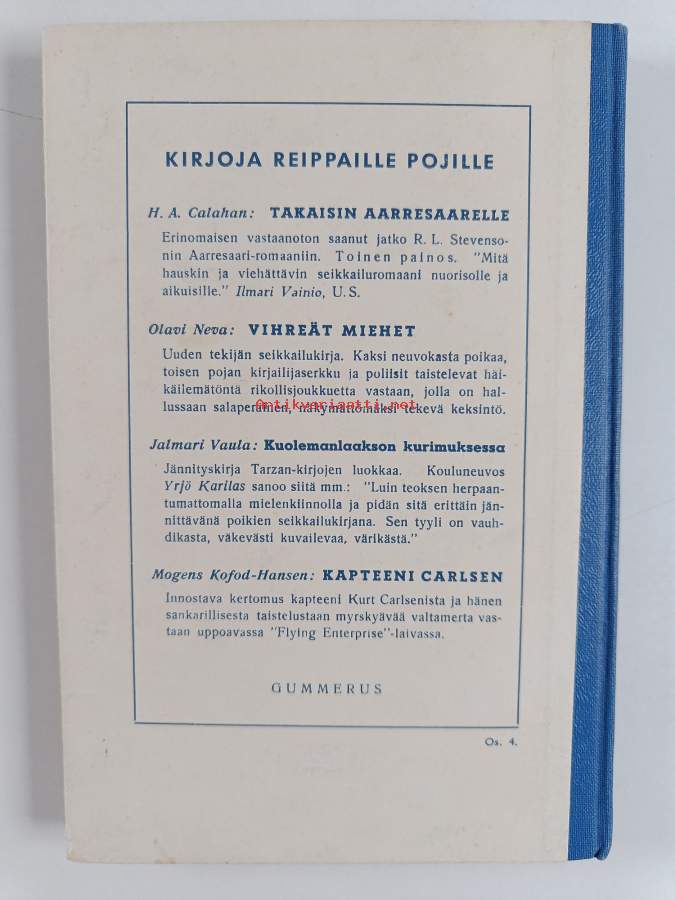 KIRJOJA REIPPAILLE POJILLE
H. A. Calahan: TAKAISIN AARRESAARELLE
Erinomaisen vastaanoton saanut jatko R. L. Stevenso-
nin Aarresaari-romaaniin. Toinen painos. "Mitä
hauskin ja viehättävin seikkailuromaani nuorisolle ja
aikuisille." Ilmari Vainio, U.S.
Olavi Neva: VIHREÄT MIEHET
Uuden tekijän seikkailukirja. Kaksi neuvokasta poikaa,
toisen pojan kirjailijaserkku ja poliisit taistelevat häi-
käilemätöntä rikollisjoukkuetta vastaan, jolla on hal-
lussaan salaperäinen, näkymättömäksi tekevä keksintö.
Antikvariaatti.net
Jalmari Vaula: Kuolemanlaakson kurimuksessa
Jännityskirja Tarzan-kirjojen luokkaa. Kouluneuvos
Yrjö Karilas sanoo siitä mm.: "Luin teoksen herpaan-
tumattomalla mielenkiinnolla ja pidän sitä erittäin jän-
nittävänä poikien seikkailukirjana. Sen tyyli on vauh-
dikasta, väkevästi kuvailevaa, värikästä."
Mogens Kofod-Hansen: KAPTEENI CARLSEN
Innostava kertomus kapteeni Kurt Carlsenista ja hänen
sankarillisesta taistelustaan myrskyävää valtamerta vas-
taan uppoavassa "Flying Enterprise"-laivassa.
GUMMERUS
Os. 4.